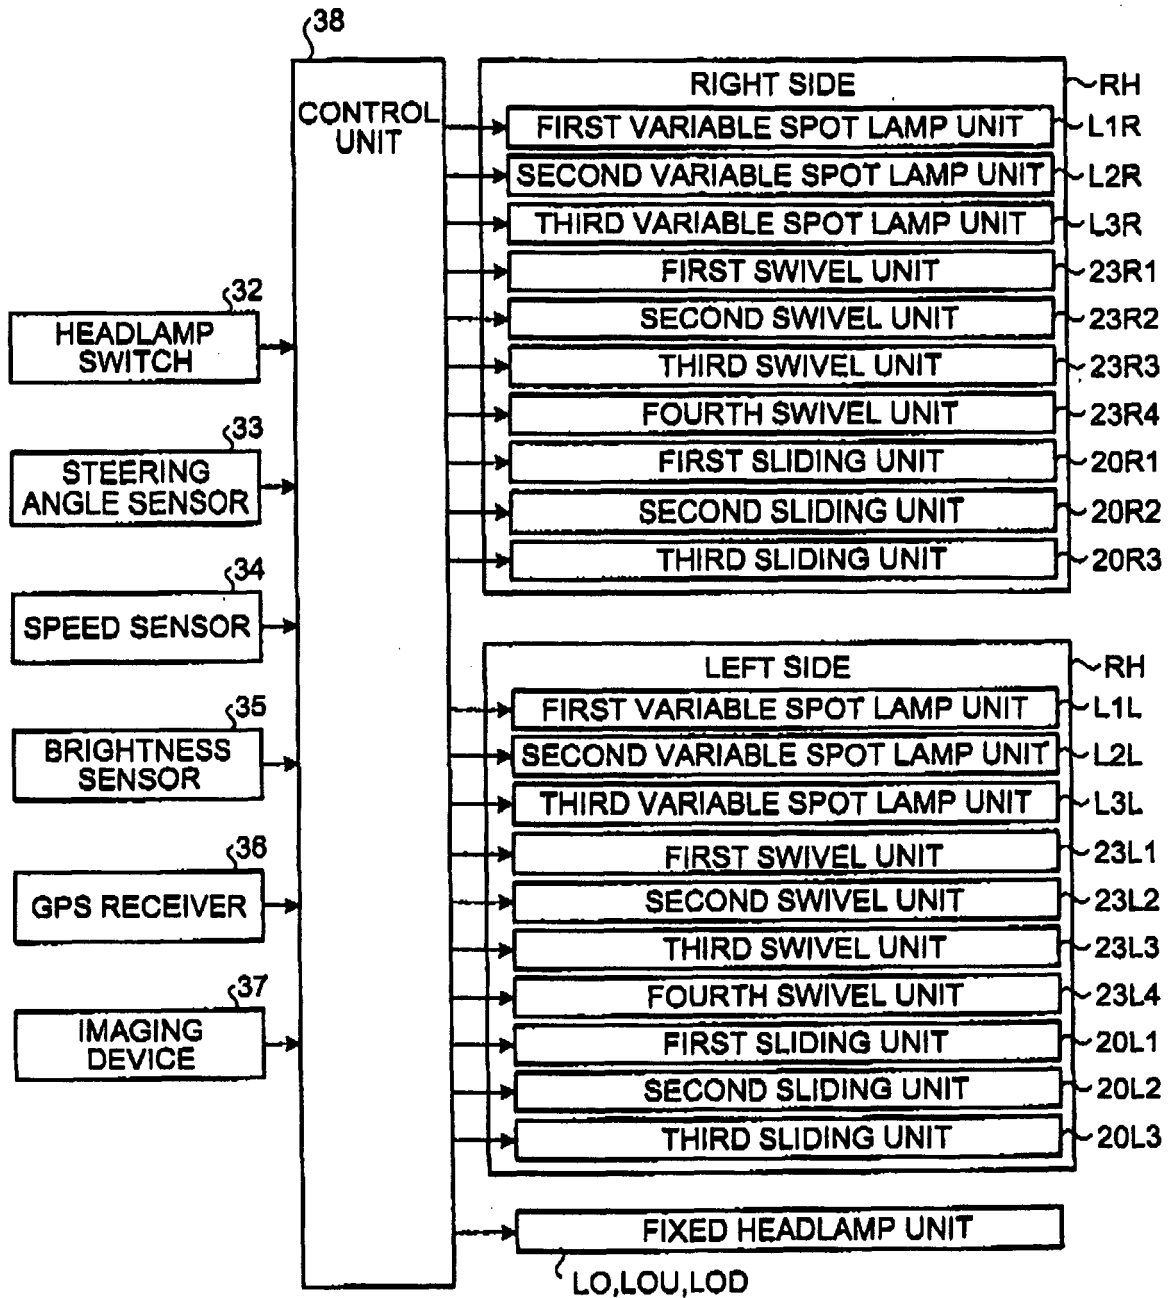 38
CONTROL
UNIT
32
HEADLAMP
SWITCH
33
STEERING
ANGLE SENSOR
34
SPEED SENSOR
35
BRIGHTNESS
SENSOR
36
GPS RECEIVER
37
IMAGING
DEVICE
RIGHT SIDE RH
FIRST VARIABLE SPOT LAMP UNIT L1R
SECOND VARIABLE SPOT LAMP UNIT L2R
THIRD VARIABLE SPOT LAMP UNIT L3R
FIRST SWIVEL UNIT 23R1
SECOND SWIVEL UNIT 23R2
THIRD SWIVEL UNIT 23R3
FOURTH SWIVEL UNIT 23R4
FIRST SLIDING UNIT 20R1
SECOND SLIDING UNIT 20R2
THIRD SLIDING UNIT 20R3
LEFT SIDE RH
FIRST VARIABLE SPOT LAMP UNIT L1L
SECOND VARIABLE SPOT LAMP UNIT L2L
THIRD VARIABLE SPOT LAMP UNIT L3L
FIRST SWIVEL UNIT 23L1
SECOND SWIVEL UNIT 23L2
THIRD SWIVEL UNIT 23L3
FOURTH SWIVEL UNIT 23L4
FIRST SLIDING UNIT 20L1
SECOND SLIDING UNIT 20L2
THIRD SLIDING UNIT 20L3
FIXED HEADLAMP UNIT
LO,LOU,LOD